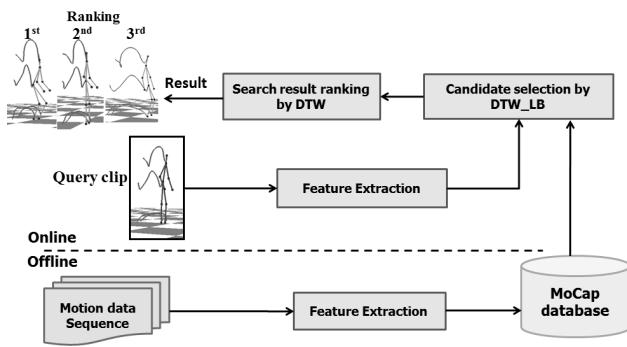 Ranking
1st 2nd 3rd
Result
Search result ranking
by DTW
Candidate selection by
DTW_LB
Query clip
Feature Extraction
Online
Offline
Motion data
Sequence
Feature Extraction
MoCap
database